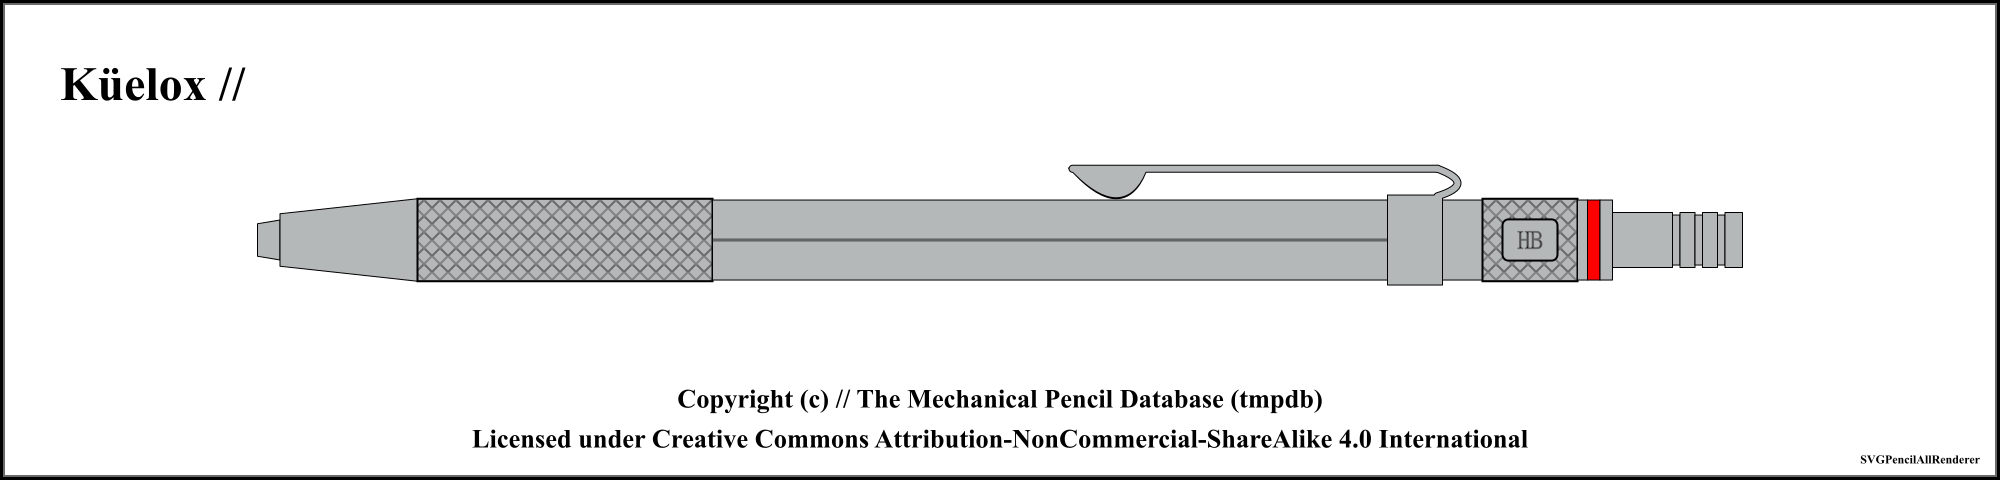 Küelox //
HB
Copyright (c) // The Mechanical Pencil Database (tmpdb)
Licensed under Creative Commons Attribution-NonCommercial-ShareAlike 4.0 International
SVGPencilAllRenderer